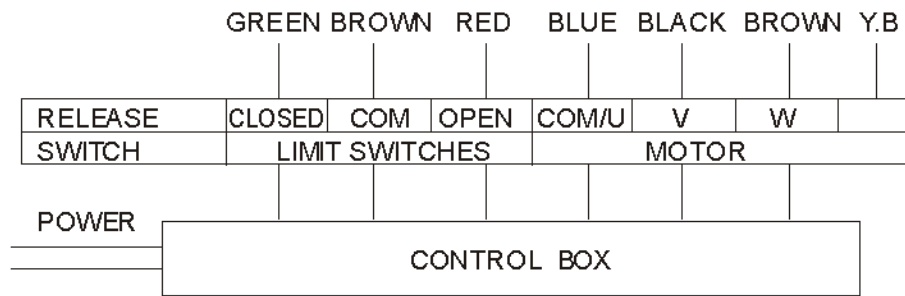 GREEN BROWN RED BLUE BLACK BROWN Y.B
RELEASE CLOSED COM OPEN COM/U V W
SWITCH LIMIT SWITCHES MOTOR
POWER
CONTROL BOX